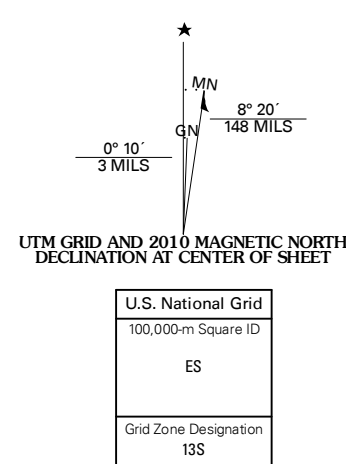 MN
GN
8° 20´
148 MILS
0° 10´
3 MILS
UTM GRID AND 2010 MAGNETIC NORTH
DECLINATION AT CENTER OF SHEET
U.S. National Grid
100,000-m Square ID
ES
Grid Zone Designation
13S